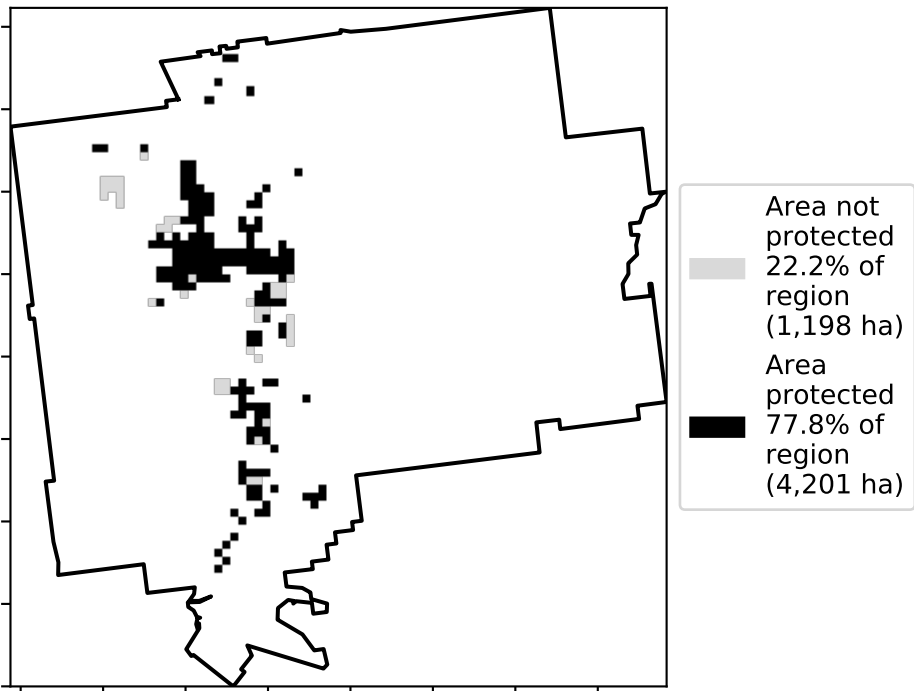 Area not
protected
22.2% of
region
(1,198 ha)
Area
protected
77.8% of
region
(4,201 ha)